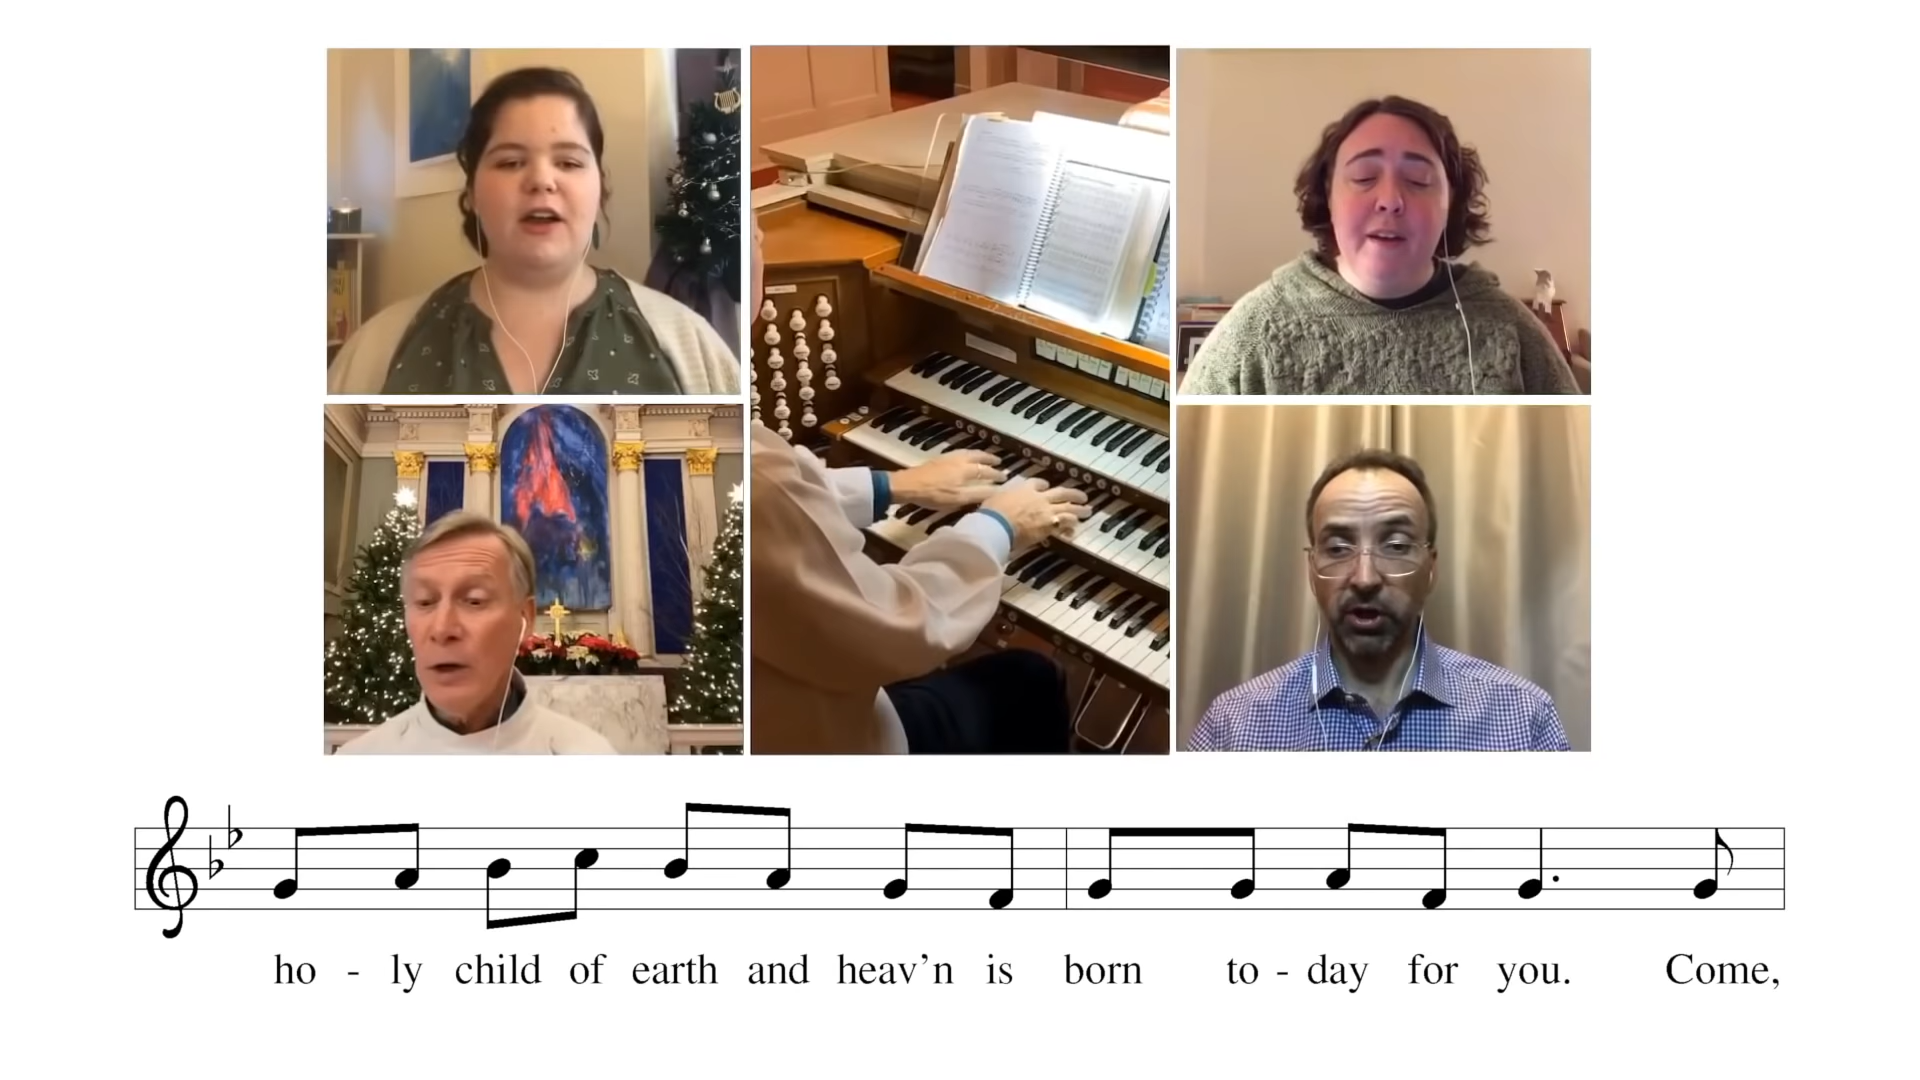 ho - ly child of earth and heav’n is born to - day for you. Come,